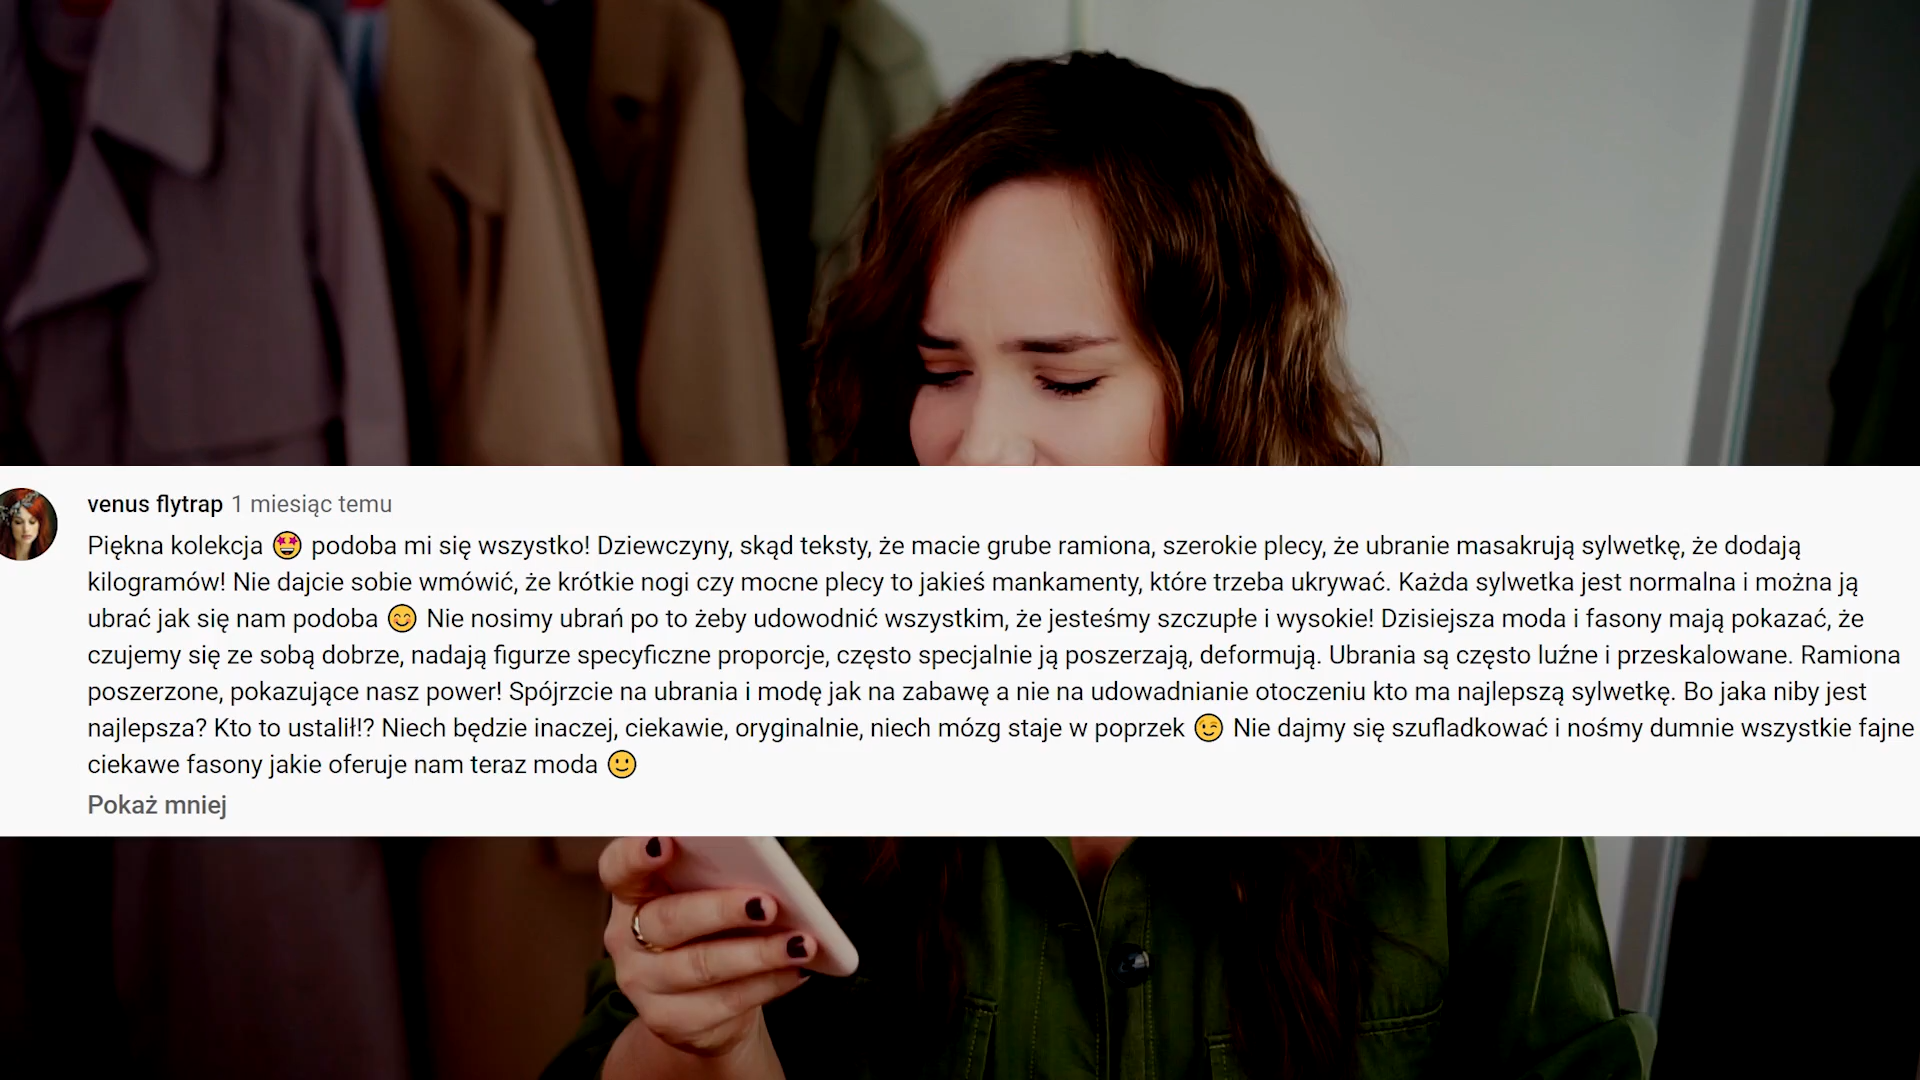 venus flytrap 1 miesiąc temu
Piękna kolekcja 🤩 podoba mi się wszystko! Dziewczyny, skąd teksty, że macie grube ramiona, szerokie plecy, że ubranie masakrują sylwetkę, że dodają
kilogramów! Nie dajcie sobie wmówić, że krótkie nogi czy mocne plecy to jakieś mankamenty, które trzeba ukrywać. Każda sylwetka jest normalna i można ją
ubrać jak się nam podoba 😊 Nie nosimy ubrań po to żeby udowodnić wszystkim, że jesteśmy szczupłe i wysokie! Dzisiejsza moda i fasony mają pokazać, że
czujemy się ze sobą dobrze, nadają figurze specyficzne proporcje, często specjalnie ją poszerzają, deformują. Ubrania są często luźne i przeskalowane. Ramiona
poszerzone, pokazujące nasz power! Spójrzcie na ubrania i modę jak na zabawę a nie na udowadnianie otoczeniu kto ma najlepszą sylwetkę. Bo jaka niby jest
najlepsza? Kto to ustalił!? Niech będzie inaczej, ciekawie, oryginalnie, niech mózg staje w poprzek 😉 Nie dajmy się szufladkować i nośmy dumnie wszystkie fajne
ciekawe fasony jakie oferuje nam teraz moda 🙂
Pokaż mniej